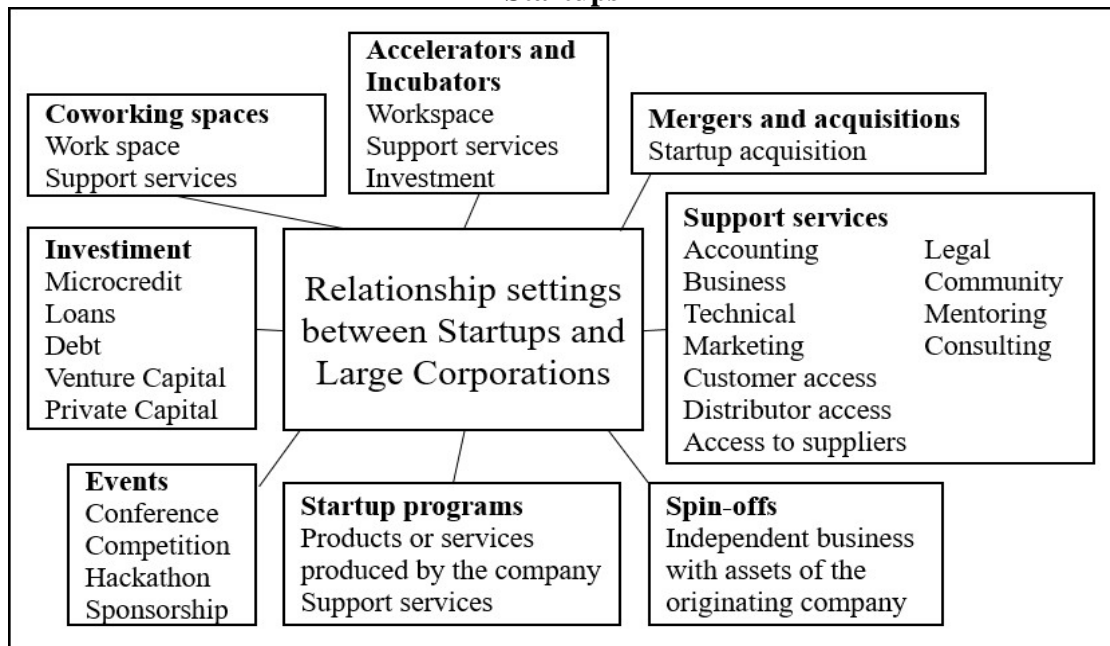 Startups
Accelerators and
Incubators
Workspace
Support services
Investment
Coworking spaces
Work space
Support services
Mergers and acquisitions
Startup acquisition
Investiment
Microcredit
Loans
Debt
Venture Capital
Private Capital
Relationship settings
between Startups and
Large Corporations
Support services
Accounting Legal
Business Community
Technical Mentoring
Marketing Consulting
Customer access
Distributor access
Access to suppliers
Events
Conference
Competition
Hackathon
Sponsorship
Startup programs
Products or services
produced by the company
Support services
Spin-offs
Independent business
with assets of the
originating company